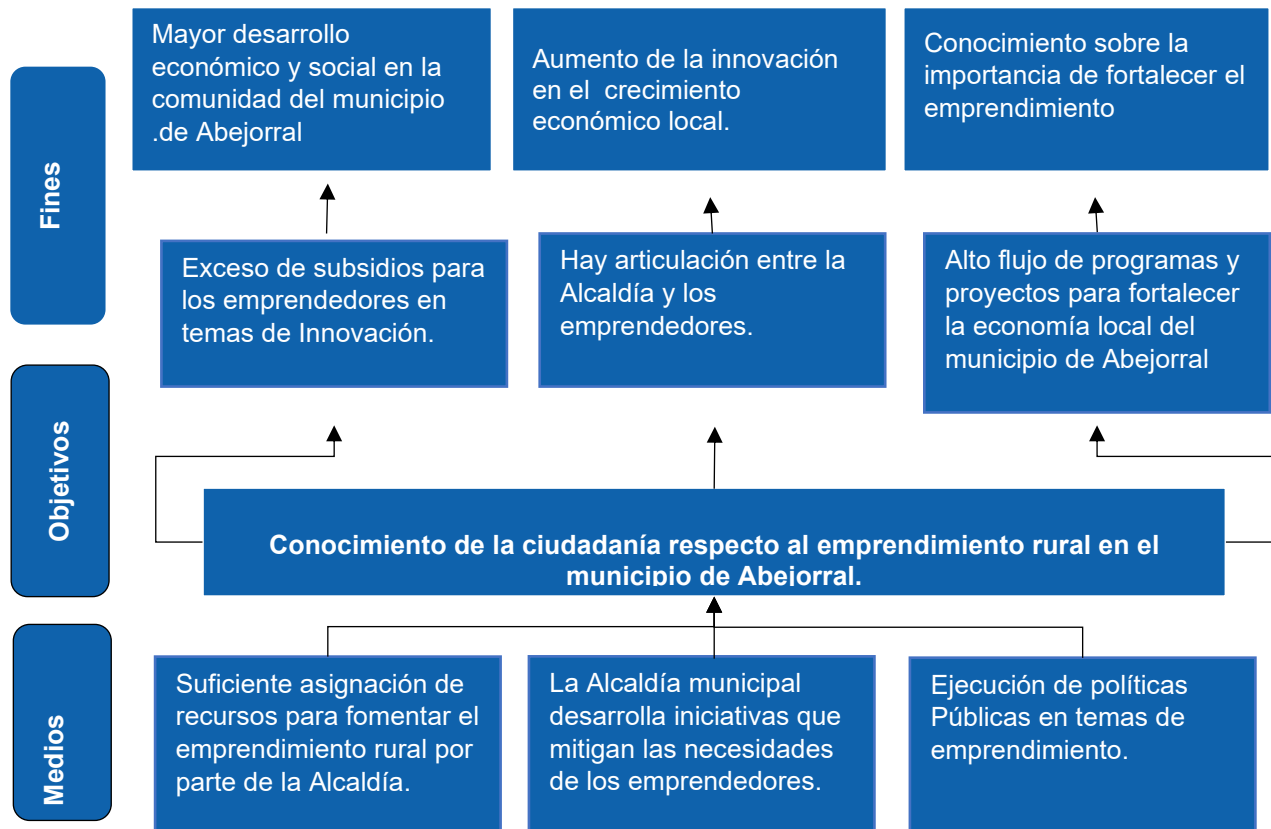 Fines
Mayor desarrollo
económico y social en la
comunidad del municipio
.de Abejorral
Aumento de la innovación
en el crecimiento
económico local.
Conocimiento sobre la
importancia de fortalecer el
emprendimiento
Exceso de subsidios para
los emprendedores en
temas de Innovación.
Hay articulación entre la
Alcaldía y los
emprendedores.
Alto flujo de programas y
proyectos para fortalecer
la economía local del
municipio de Abejorral
Objetivos
Conocimiento de la ciudadanía respecto al emprendimiento rural en el
municipio de Abejorral.
Medios
Suficiente asignación de
recursos para fomentar el
emprendimiento rural por
parte de la Alcaldía.
La Alcaldía municipal
desarrolla iniciativas que
mitigan las necesidades
de los emprendedores.
Ejecución de políticas
Públicas en temas de
emprendimiento.